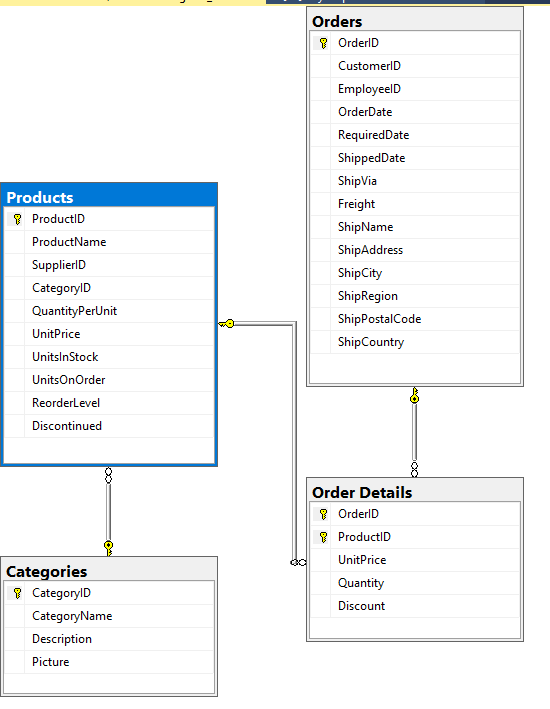 Orders
OrderID
CustomerID
EmployeeID
OrderDate
RequiredDate
ShippedDate
ShipVia
Freight
ShipName
ShipAddress
ShipCity
ShipRegion
ShipPostalCode
ShipCountry
Products
ProductID
ProductName
SupplierID
CategoryID
QuantityPerUnit
UnitPrice
UnitsInStock
UnitsOnOrder
ReorderLevel
Discontinued
Order Details
OrderID
ProductID
UnitPrice
Quantity
Discount
Categories
CategoryID
CategoryName
Description
Picture